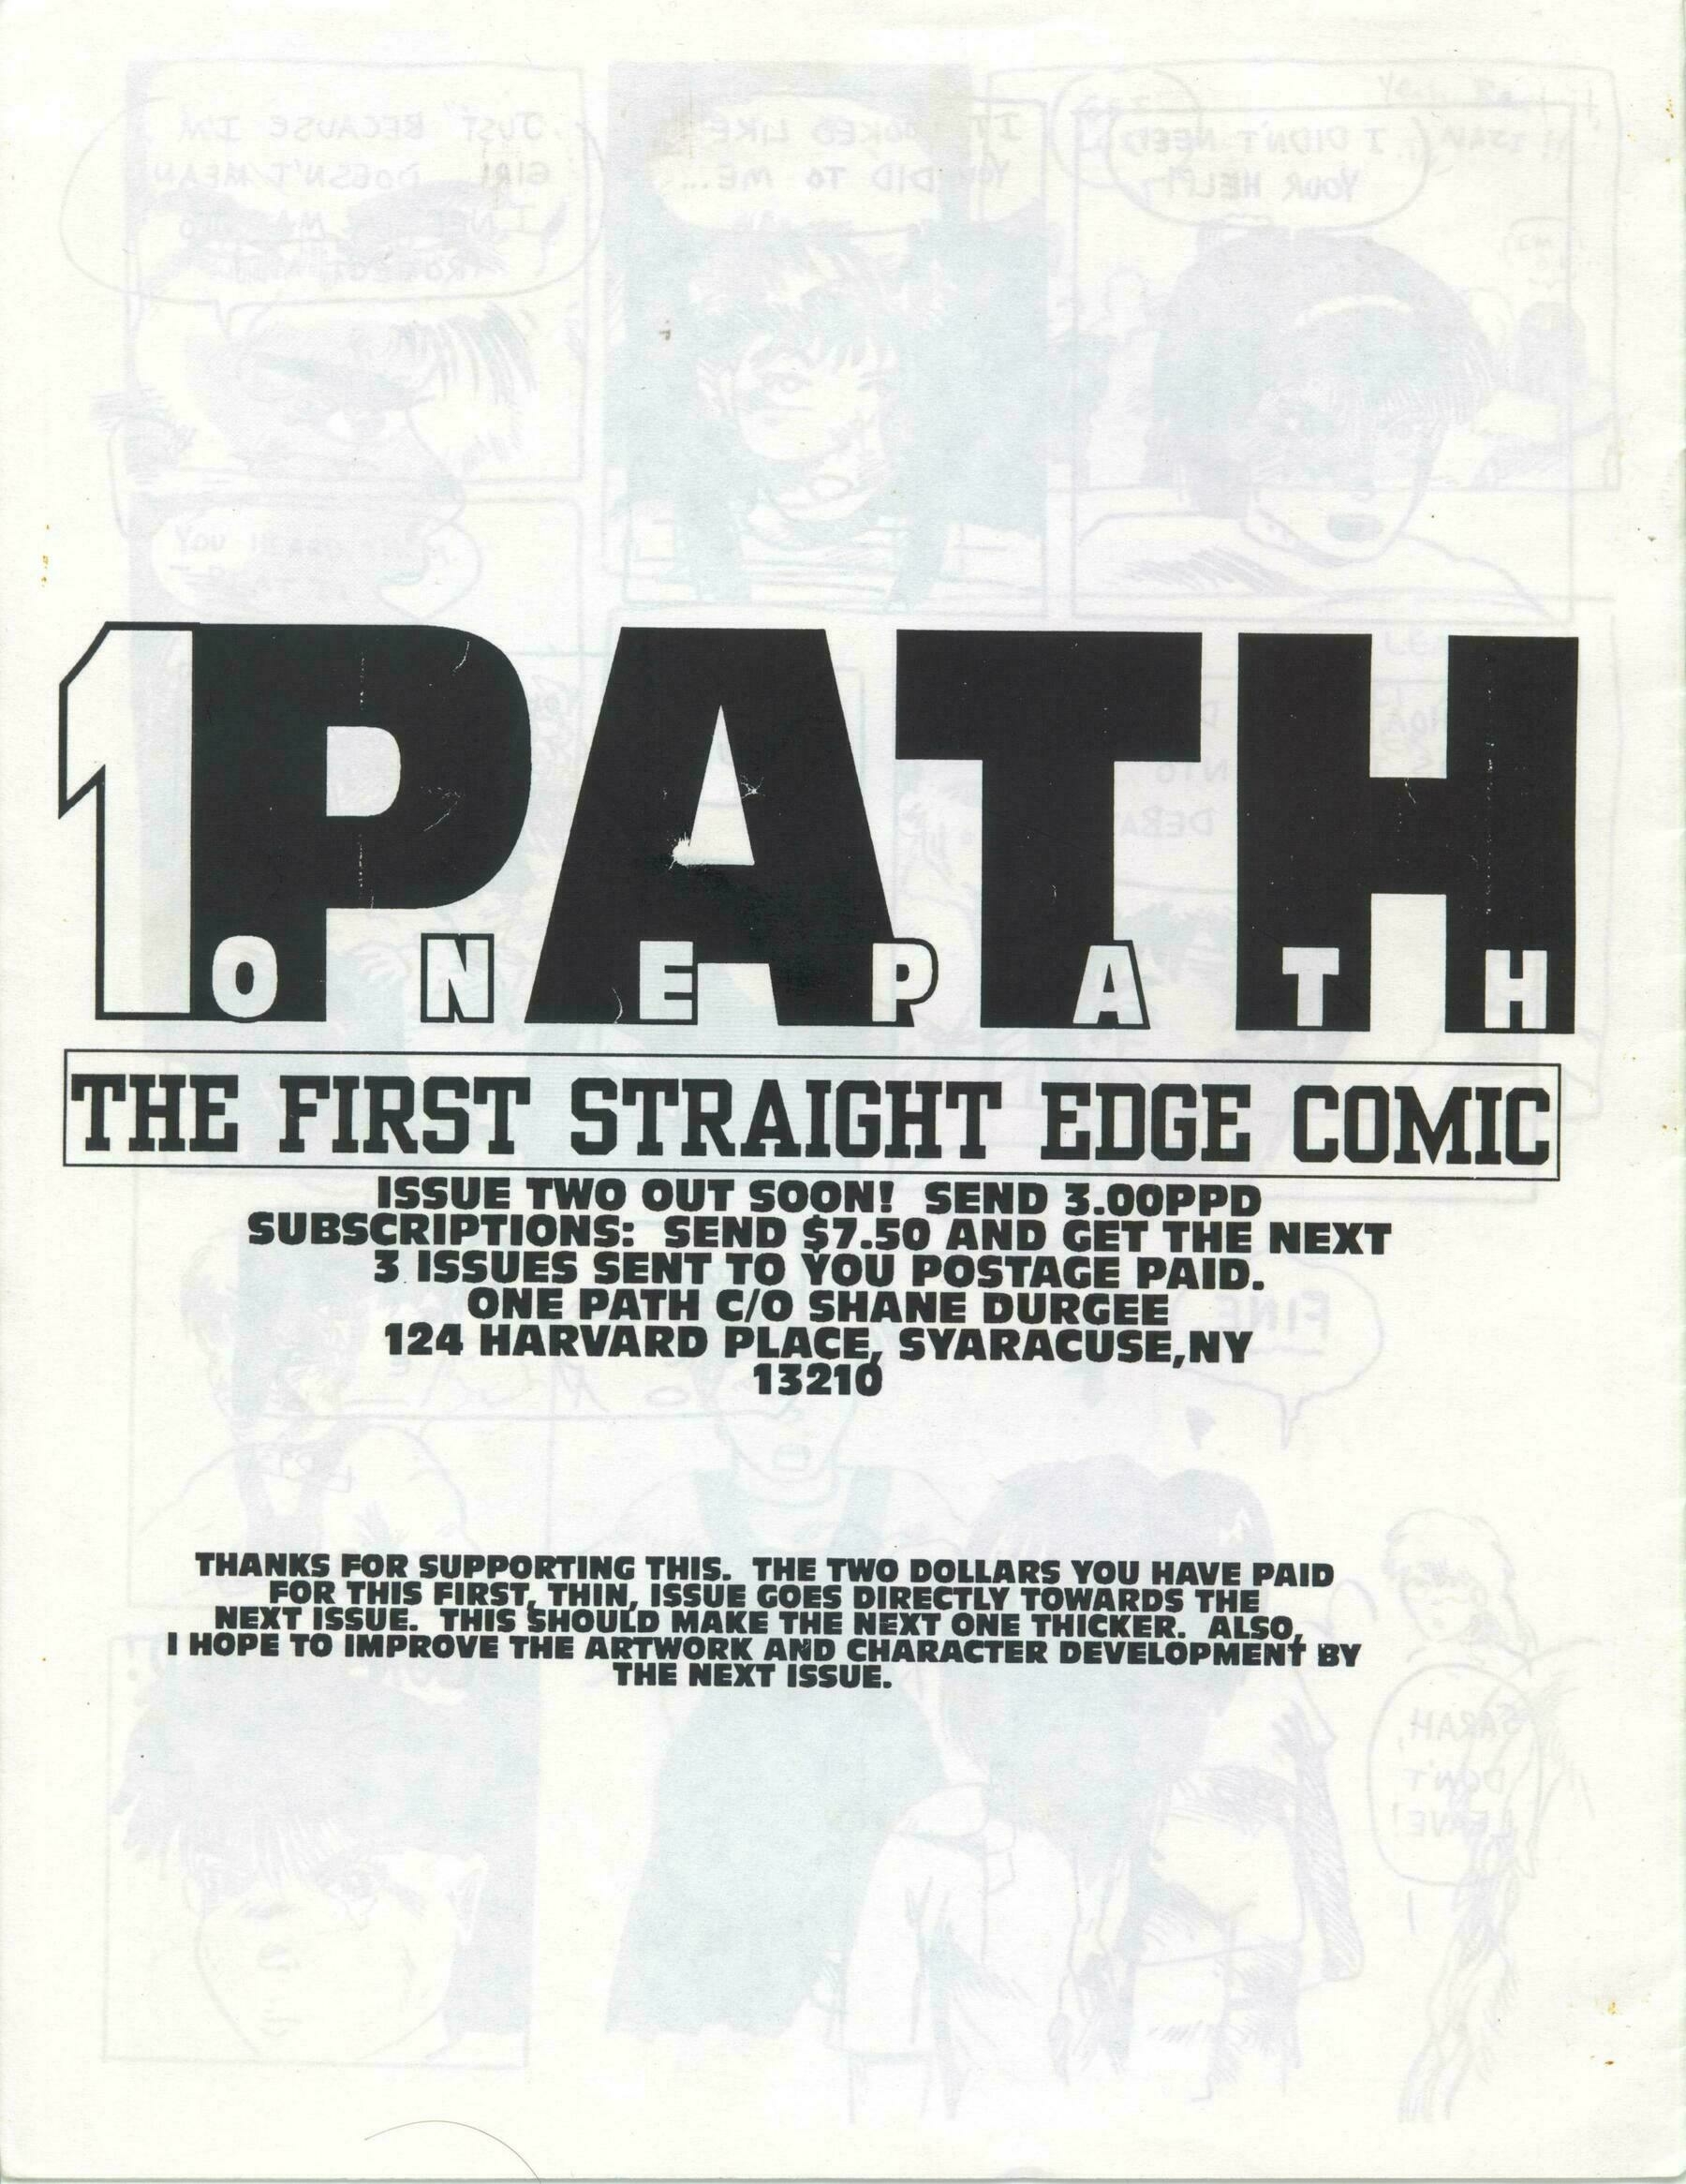 1PATH
ONE PATH
THE FIRST STRAIGHT EDGE COMIC
ISSUE TWO OUT SOON!  SEND 3.00PPD
SUBSCRIPTIONS:  SEND $7.50 AND GET THE NEXT
3 ISSUES SENT TO YOU POSTAGE PAID.
ONE PATH C/O SHANE DURGEE
124 HARVARD PLACE, SYARACUSE,NY
13210
THANKS FOR SUPPORTING THIS.  THE TWO DOLLARS YOU HAVE PAID
FOR THIS FIRST, THIN, ISSUE GOES DIRECTLY TOWARDS THE
NEXT ISSUE.  THIS SHOULD MAKE THE NEXT ONE THICKER.  ALSO,
I HOPE TO IMPROVE THE ARTWORK AND CHARACTER DEVELOPMENT BY
THE NEXT ISSUE.